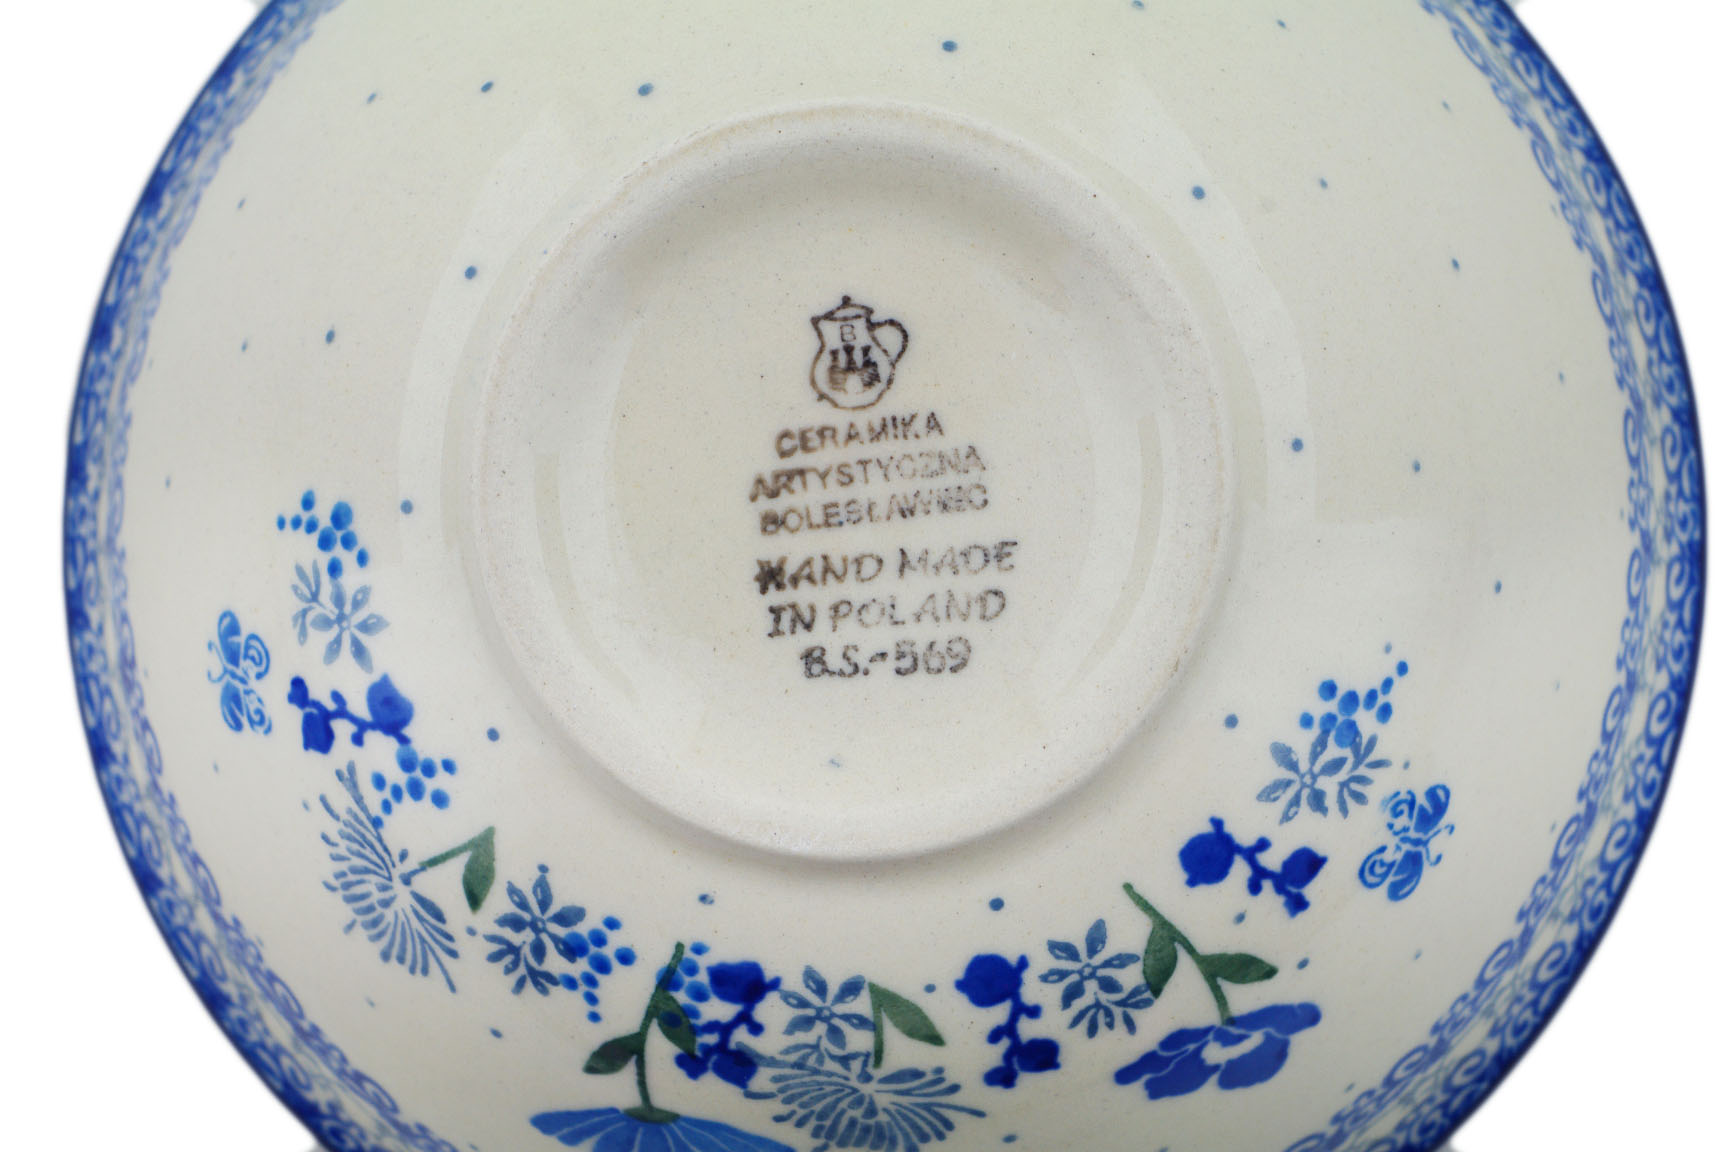 B
CERAMIKA
ARTYSTYCZNA
BOLESŁAWIEC
HAND MADE
IN POLAND
B.S.-569